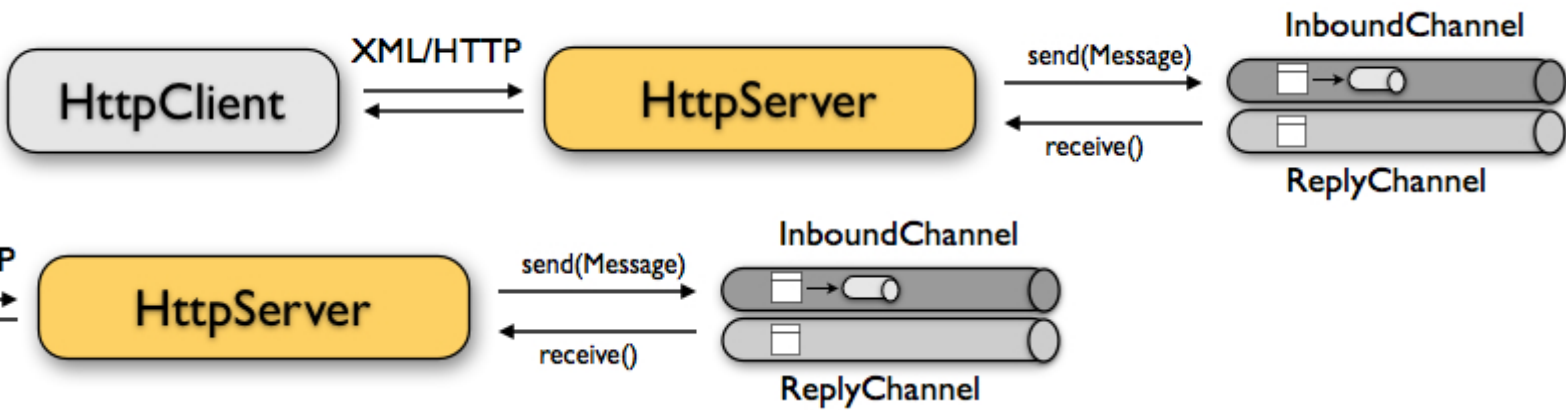 InboundChannel
XML/HTTP
send(Message)
HttpClient
HttpServer
receive()
ReplyChannel
InboundChannel
P
send(Message)
HttpServer
receive()
ReplyChannel